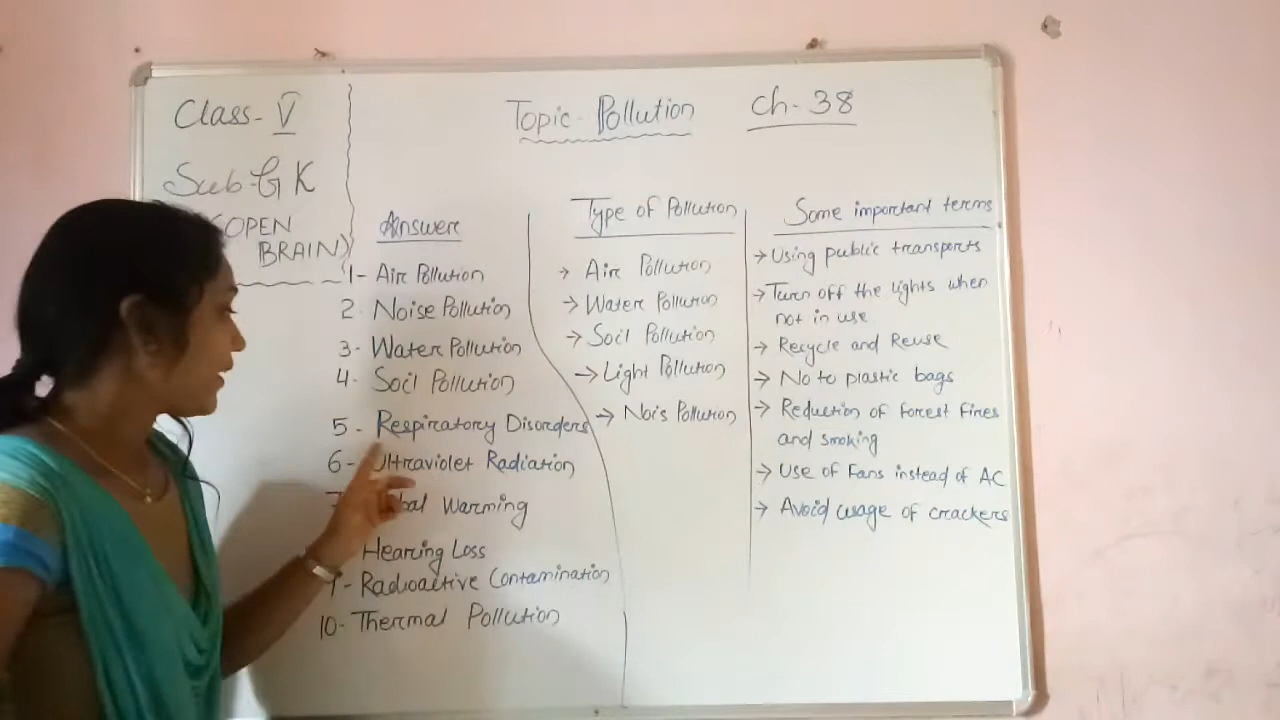 Class- V
Sub-GK
(OPEN
BRAIN)
Topic- Pollution
Ch-38
Answer
1- Air Pollution
2. Noise Pollution
3- Water Pollution
4- Soil Pollution
5- Respiratory Disorders
6- Ultraviolet Radiation
Warming
Hearing Loss
9- Radioactive Contamination
10- Thermal Pollution
Type of Pollution
→ Air Pollution
→ Water Pollution
→ Soil Pollution
→ Light Pollution
→ Nois Pollution
Some important terms
→ Using public transports
→ Turn off the lights when
not in use
→ Recycle and Reuse
→ No to plastic bags
→ Reduction of forest fires
and smoking
→ Use of Fans instead of AC
→ Avoid usage of crackers